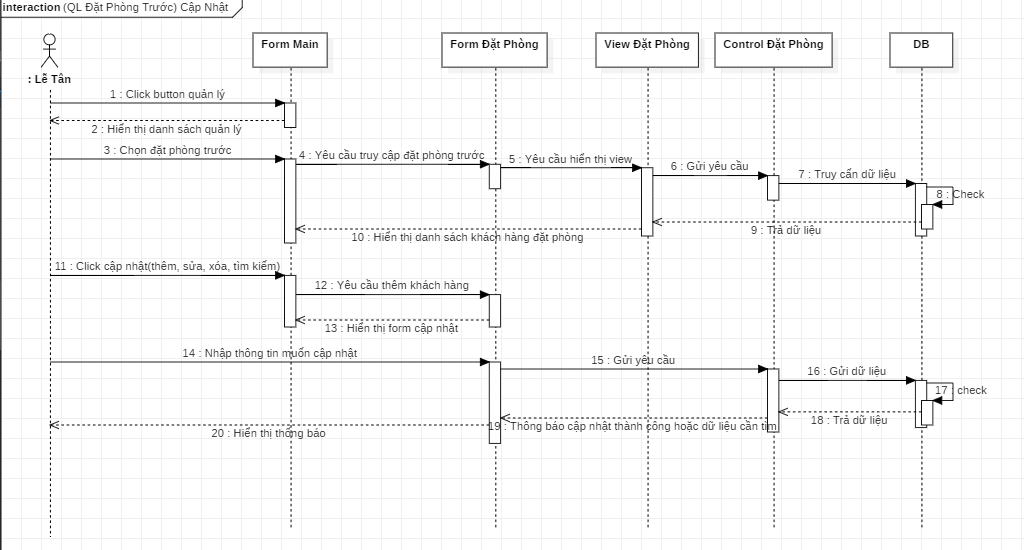 interaction (QL Đặt Phòng Trước) Cập Nhật
: Lễ Tân
Form Main
Form Đặt Phòng
View Đặt Phòng
Control Đặt Phòng
DB
1 : Click button quản lý
2 : Hiển thị danh sách quản lý
3 : Chọn đặt phòng trước
4 : Yêu cầu truy cập đặt phòng trước
5 : Yêu cầu hiển thị view
6 : Gửi yêu cầu
7 : Truy cấn dữ liệu
8 : Check
9 : Trả dữ liệu
10 : Hiển thị danh sách khách hàng đặt phòng
11 : Click cập nhật(thêm, sửa, xóa, tìm kiếm)
12 : Yêu cầu thêm khách hàng
13 : Hiển thị form cập nhật
14 : Nhập thông tin muốn cập nhật
15 : Gửi yêu cầu
16 : Gửi dữ liệu
17 : check
18 : Trả dữ liệu
19 : Thông báo cập nhật thành công hoặc dữ liệu cần tìm
20 : Hiển thị thông báo